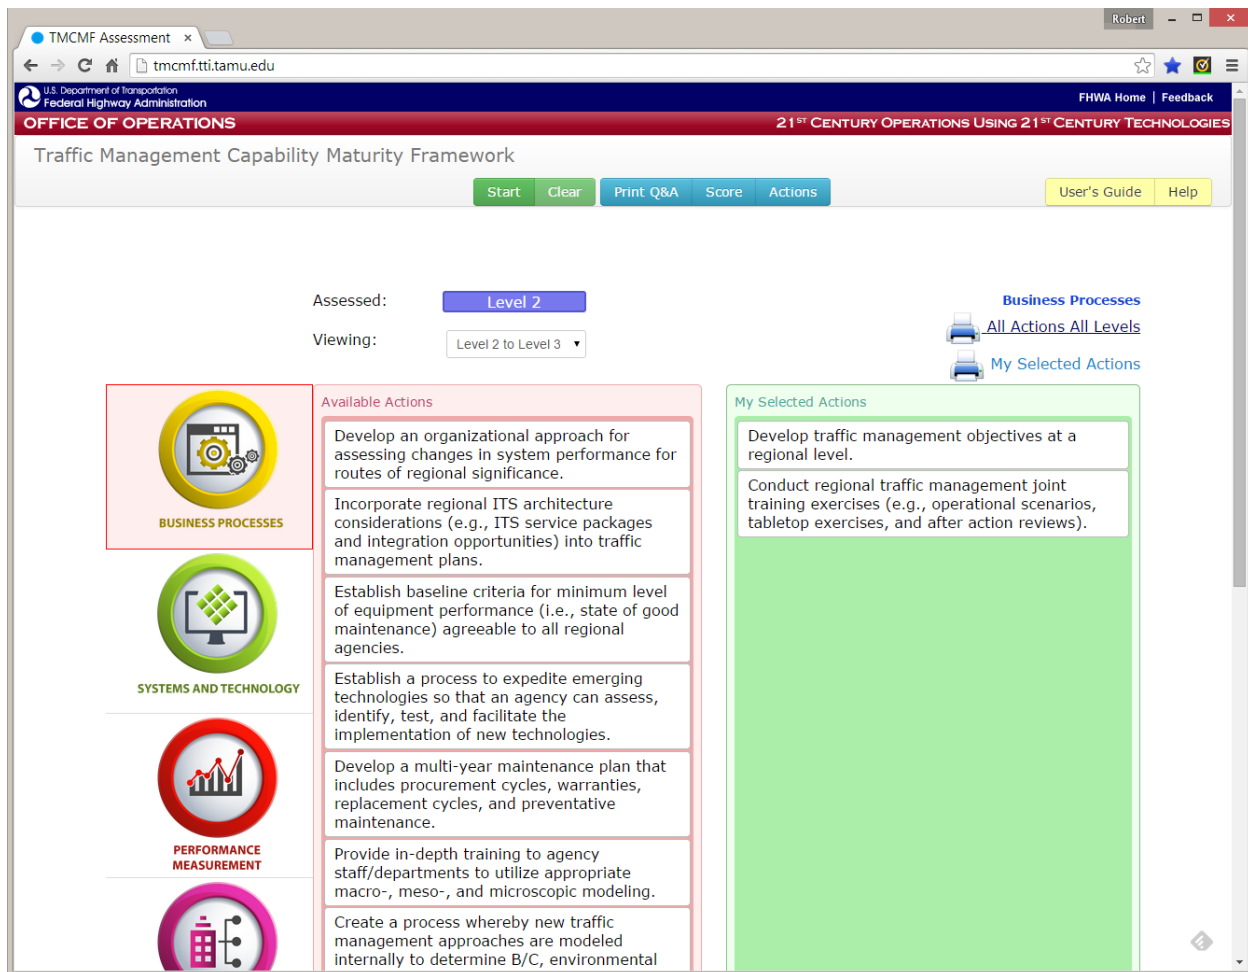 Robert
TMCMF Assessment
tmcmf.tti.tamu.edu
U.S. Department of Transportation
Federal Highway Administration
FHWA Home | Feedback
OFFICE OF OPERATIONS
21ST CENTURY OPERATIONS USING 21ST CENTURY TECHNOLOGIES
Traffic Management Capability Maturity Framework
Start Clear Print Q&A Score Actions User's Guide Help
Assessed: Level 2
Business Processes
All Actions All Levels
Viewing: Level 2 to Level 3
My Selected Actions
BUSINESS PROCESSES
SYSTEMS AND TECHNOLOGY
PERFORMANCE
MEASUREMENT
Available Actions
Develop an organizational approach for
assessing changes in system performance for
routes of regional significance.
Incorporate regional ITS architecture
considerations (e.g., ITS service packages
and integration opportunities) into traffic
management plans.
Establish baseline criteria for minimum level
of equipment performance (i.e., state of good
maintenance) agreeable to all regional
agencies.
Establish a process to expedite emerging
technologies so that an agency can assess,
identify, test, and facilitate the
implementation of new technologies.
Develop a multi-year maintenance plan that
includes procurement cycles, warranties,
replacement cycles, and preventative
maintenance.
Provide in-depth training to agency
staff/departments to utilize appropriate
macro-, meso-, and microscopic modeling.
Create a process whereby new traffic
management approaches are modeled
internally to determine B/C, environmental
My Selected Actions
Develop traffic management objectives at a
regional level.
Conduct regional traffic management joint
training exercises (e.g., operational scenarios,
tabletop exercises, and after action reviews).